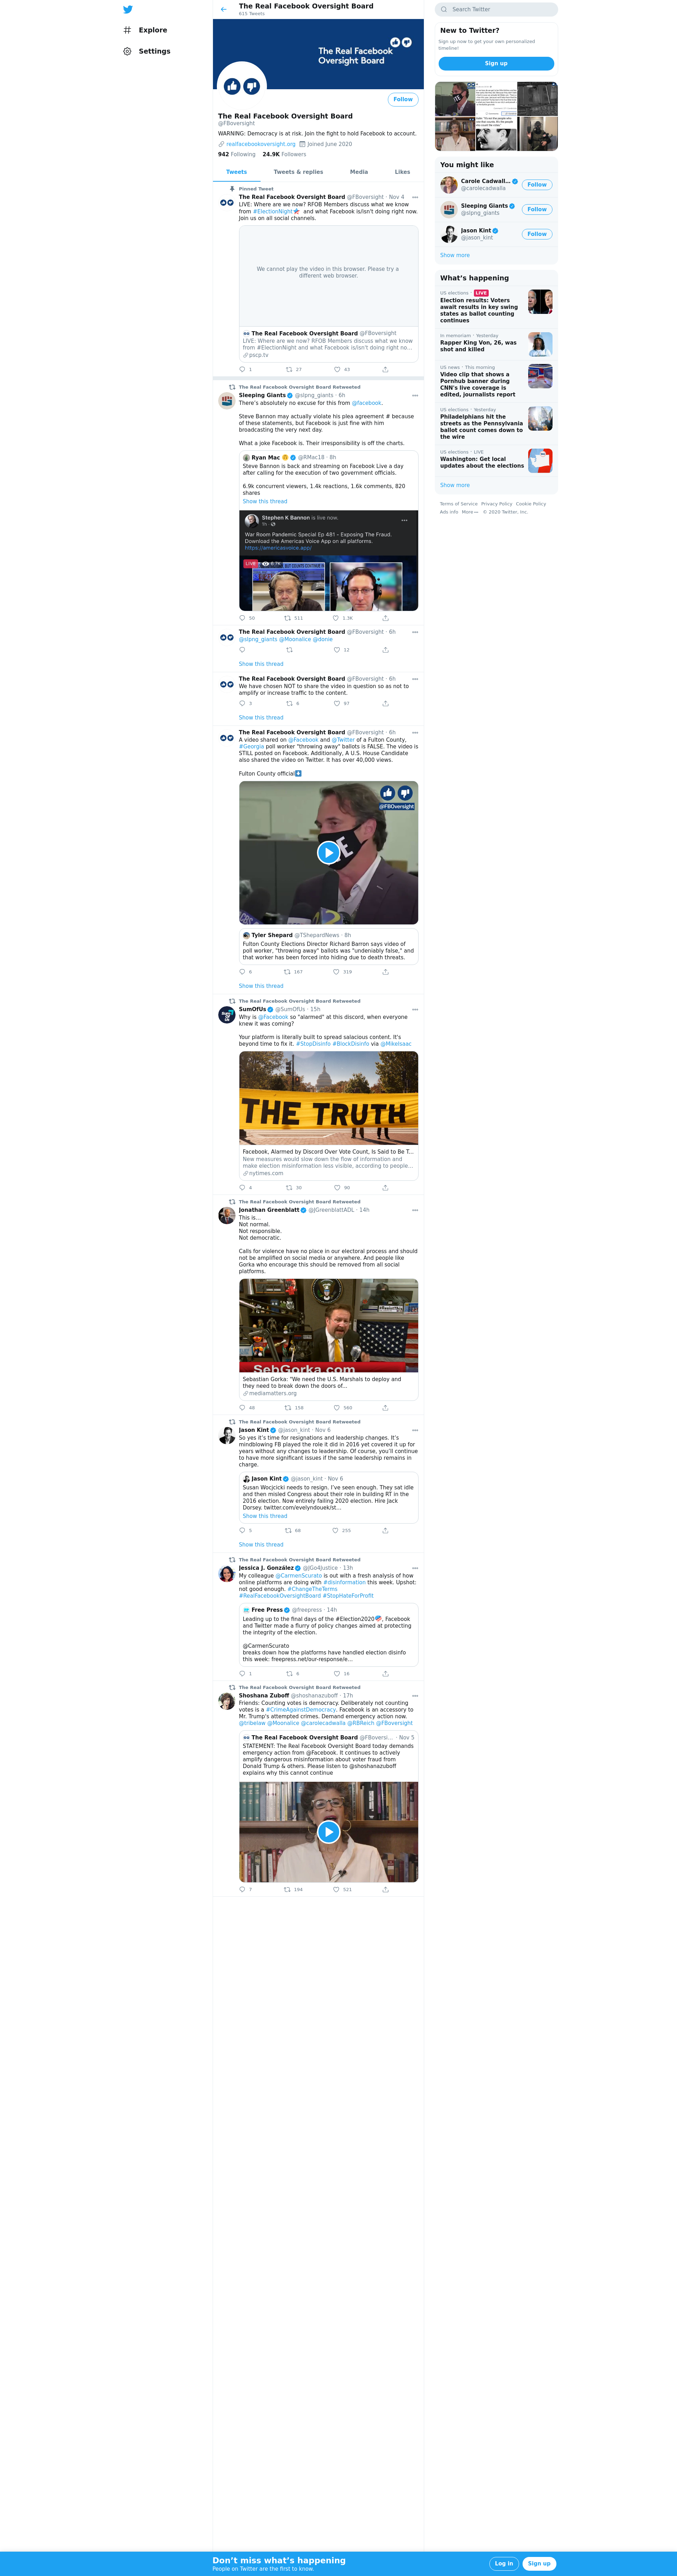 Explore
Settings
The Real Facebook Oversight Board
615 Tweets
The Real Facebook
Oversight Board
Follow
The Real Facebook Oversight Board
@FBoversight
WARNING: Democracy is at risk. Join the fight to hold Facebook to account.
realfacebookoversight.org Joined June 2020
942 Following 24.9K Followers
Tweets Tweets & replies Media Likes
Pinned Tweet
The Real Facebook Oversight Board @FBoversight · Nov 4
LIVE: Where are we now? RFOB Members discuss what we know
from #ElectionNight and what Facebook is/isn't doing right now.
Join us on all social channels.
We cannot play the video in this browser. Please try a
different web browser.
The Real Facebook Oversight Board @FBoversight
LIVE: Where are we now? RFOB Members discuss what we know
from #ElectionNight and what Facebook is/isn't doing right no...
pscp.tv
1 27 43
The Real Facebook Oversight Board Retweeted
Sleeping Giants @slpng_giants · 6h
There's absolutely no excuse for this from @facebook.
Steve Bannon may actually violate his plea agreement # because
of these statements, but Facebook is just fine with him
broadcasting the very next day.
What a joke Facebook is. Their irresponsibility is off the charts.
Ryan Mac @RMac18 · 8h
Steve Bannon is back and streaming on Facebook Live a day
after calling for the execution of two government officials.
6.9k concurrent viewers, 1.4k reactions, 1.6k comments, 820
shares
Show this thread
Stephen K Bannon is live now.
War Room Pandemic Special Ep 481 - Exposing The Fraud.
Download the Americas Voice App on all platforms.
https://americasvoice.app/
LIVE 6.7K
50 511 1.3K
The Real Facebook Oversight Board @FBoversight · 6h
@slpng_giants @Moonalice @donie
12
Show this thread
The Real Facebook Oversight Board @FBoversight · 6h
We have chosen NOT to share the video in question so as not to
amplify or increase traffic to the content.
3 4 87
Show this thread
The Real Facebook Oversight Board @FBoversight · 6h
A video shared on @Facebook and @Twitter of a Fulton County,
#Georgia poll worker "throwing away" ballots is FALSE. The video is
STILL posted on Facebook. Additionally, A U.S. House Candidate
also shared the video on Twitter. It has over 40,000 views.
Fulton County official
@FBOversight
Tyler Shepard @TShepardNews · 8h
Fulton County Elections Director Richard Barron says video of
poll worker, "throwing away" ballots was "undeniably false," and
that worker has been forced into hiding due to death threats.
6 167 319
Show this thread
The Real Facebook Oversight Board Retweeted
SumOfUs @SumOfUs · 15h
Why is @Facebook so "alarmed" at this discord, when everyone
knew it was coming?
Your platform is literally built to spread salacious content. It's
beyond time to fix it. #StopDisinfo #BlockDisinfo via @MikeIsaac
THE TRUTH
Facebook, Alarmed by Discord Over Vote Count, Is Said to Be T...
New measures would slow down the flow of information and
make election misinformation less visible, according to people...
nytimes.com
4 30 90
The Real Facebook Oversight Board Retweeted
Jonathan Greenblatt @JGreenblattADL · 14h
This is...
Not normal.
Not responsible.
Not democratic.
Calls for violence have no place in our electoral process and should
not be amplified on social media or anywhere. And people like
Gorka who encourage this should be removed from all social
platforms.
SebGorka.com
Sebastian Gorka: "We need the U.S. Marshals to deploy and
they need to break down the doors of...
mediamatters.org
48 158 560
The Real Facebook Oversight Board Retweeted
Jason Kint @jason_kint · Nov 6
So yes it's time for resignations and leadership changes. It's
mindblowing FB played the role it did in 2016 yet covered it up for
years without any changes to leadership. Of course, you'll continue
to have more significant issues if the same leadership remains in
charge.
Jason Kint @jason_kint · Nov 6
Susan Wocjcicki needs to resign. I've seen enough. They sat idle
and then misled Congress about their role in building RT in the
2016 election. Now entirely failing 2020 election. Hire Jack
Dorsey. twitter.com/evelyndouek/st...
Show this thread
5 68 255
Show this thread
The Real Facebook Oversight Board Retweeted
Jessica J. González @JGo4Justice · 13h
My colleague @CarmenScurato is out with a fresh analysis of how
online platforms are doing with #disinformation this week. Upshot:
not good enough. #ChangeTheTerms
#RealFacebookOversightBoard #StopHateForProfit
Free Press @freepress · 14h
Leading up to the final days of the #Election2020, Facebook
and Twitter made a flurry of policy changes aimed at protecting
the integrity of the election.
@CarmenScurato
breaks down how the platforms have handled election disinfo
this week: freepress.net/our-response/e...
1 6 16
The Real Facebook Oversight Board Retweeted
Shoshana Zuboff @shoshanazuboff · 17h
Friends: Counting votes is democracy. Deliberately not counting
votes is a #CrimeAgainstDemocracy. Facebook is an accessory to
Mr. Trump's attempted crimes. Demand emergency action now.
@tribelaw @Moonalice @carolecadwalla @RBReich @FBoversight
The Real Facebook Oversight Board @FBoversi... · Nov 5
STATEMENT: The Real Facebook Oversight Board today demands
emergency action from @Facebook. It continues to actively
amplify dangerous misinformation about voter fraud from
Donald Trump & others. Please listen to @shoshanazuboff
explains why this cannot continue
7 194 521
Search Twitter
New to Twitter?
Sign up now to get your own personalized
timeline!
Sign up
You might like
Carole Cadwall...
@carolecadwalla
Follow
Sleeping Giants
@slpng_giants
Follow
Jason Kint
@jason_kint
Follow
Show more
What's happening
US elections · LIVE
Election results: Voters
await results in key swing
states as ballot counting
continues
In memoriam · Yesterday
Rapper King Von, 26, was
shot and killed
US news · This morning
Video clip that shows a
Pornhub banner during
CNN's live coverage is
edited, journalists report
US elections · Yesterday
Philadelphians hit the
streets as the Pennsylvania
ballot count comes down to
the wire
US elections · LIVE
Washington: Get local
updates about the elections
Show more
Terms of Service Privacy Policy Cookie Policy
Ads info More © 2020 Twitter, Inc.
Don't miss what's happening
People on Twitter are the first to know.
Log in Sign up